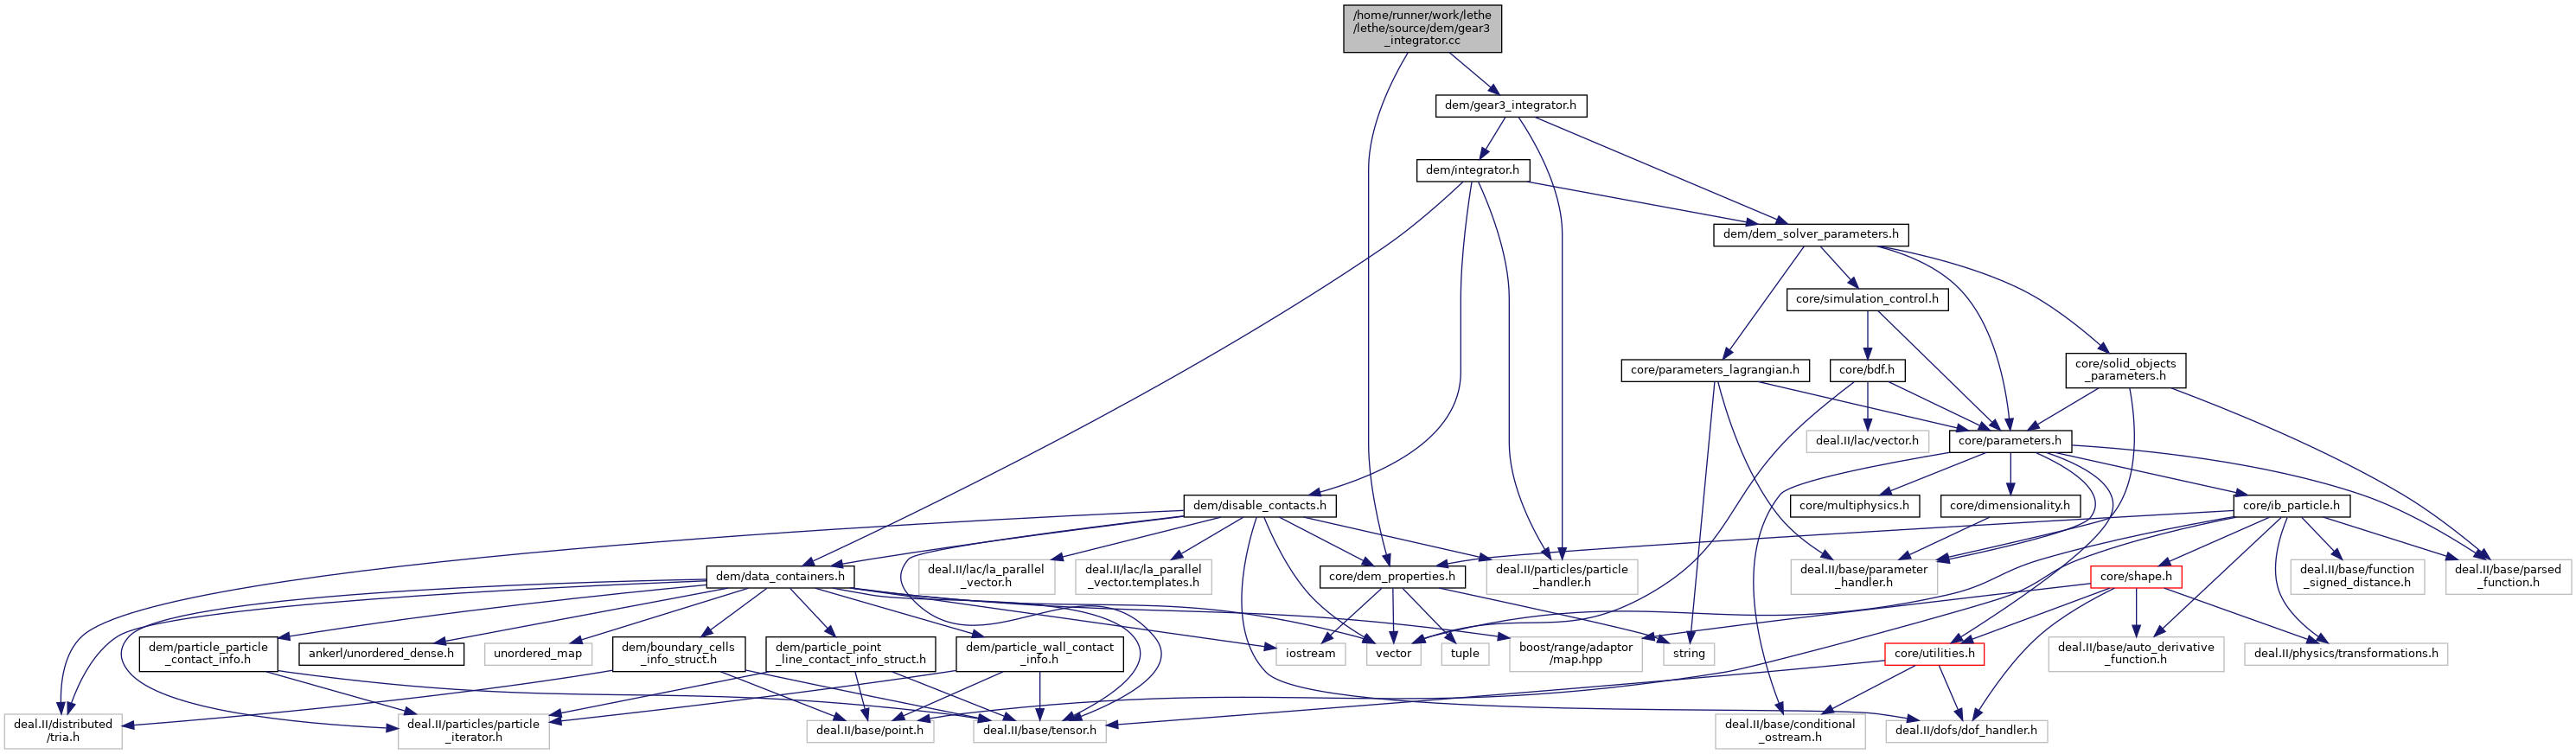 /home/runner/work/lethe
/lethe/source/dem/gear3
_integrator.cc
dem/gear3_integrator.h
dem/integrator.h
dem/dem_solver_parameters.h
core/simulation_control.h
core/parameters_lagrangian.h
core/bdf.h
core/solid_objects
_parameters.h
deal.II/lac/vector.h
core/parameters.h
dem/disable_contacts.h
core/multiphysics.h
core/dimensionality.h
core/ib_particle.h
dem/data_containers.h
deal.II/lac/la_parallel
_vector.h
deal.II/lac/la_parallel
_vector.templates.h
core/dem_properties.h
deal.II/particles/particle
_handler.h
deal.II/base/parameter
_handler.h
core/shape.h
deal.II/base/function
_signed_distance.h
deal.II/base/parsed
_function.h
dem/particle_particle
_contact_info.h
ankerl/unordered_dense.h
unordered_map
dem/boundary_cells
_info_struct.h
dem/particle_point
_line_contact_info_struct.h
dem/particle_wall_contact
_info.h
iostream
vector
tuple
boost/range/adaptor
/map.hpp
string
core/utilities.h
deal.II/base/auto_derivative
_function.h
deal.II/physics/transformations.h
deal.II/distributed
/tria.h
deal.II/particles/particle
_iterator.h
deal.II/base/point.h
deal.II/base/tensor.h
deal.II/base/conditional
_ostream.h
deal.II/dofs/dof_handler.h